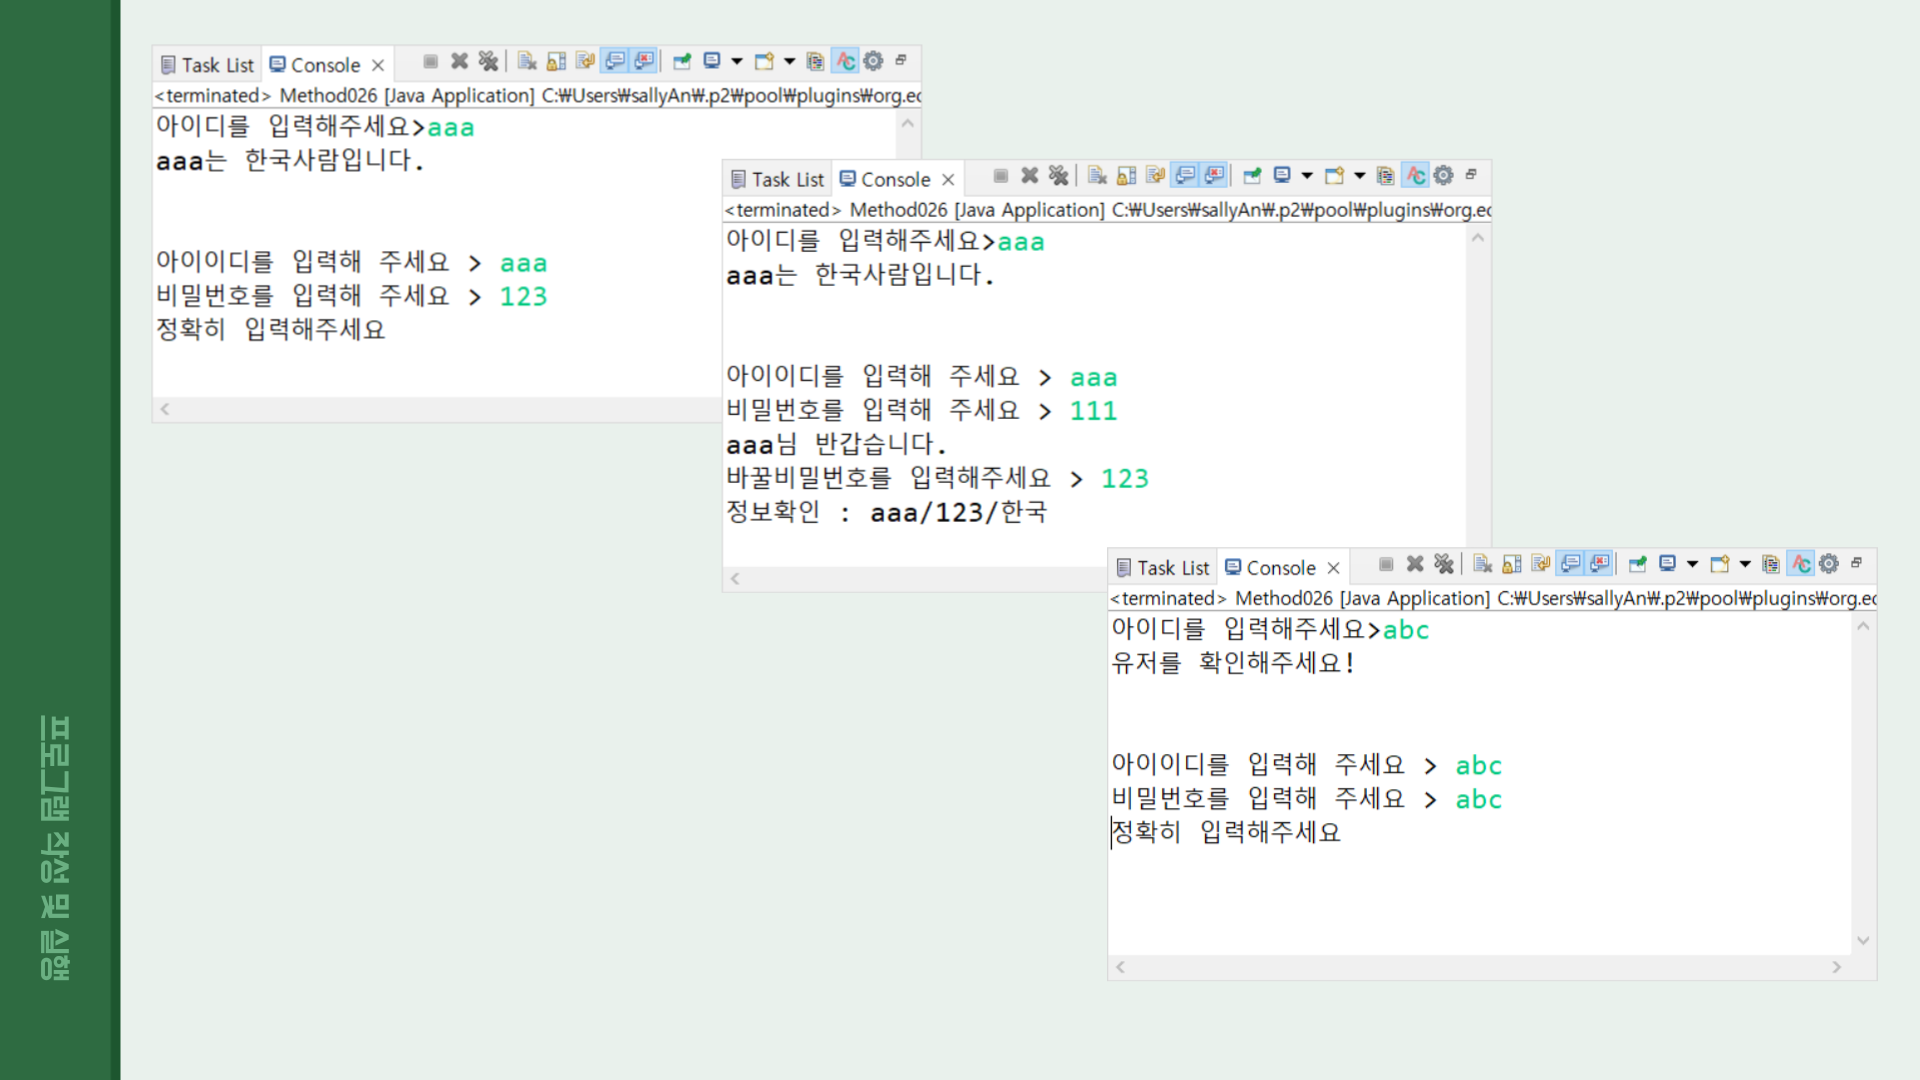 프로그램 작성 및 실행
Task List
Console
<terminated> Method026 [Java Application] C:₩Users₩sallyAn₩.p2₩pool₩plugins₩org.ec
아이디를 입력해주세요>aaa
aaa는 한국사람입니다.
아이이디를 입력해 주세요 > aaa
비밀번호를 입력해 주세요 > 123
정확히 입력해주세요
Task List
Console
<terminated> Method026 [Java Application] C:₩Users₩sallyAn₩.p2₩pool₩plugins₩org.ec
아이디를 입력해주세요>aaa
aaa는 한국사람입니다.
아이이디를 입력해 주세요 > aaa
비밀번호를 입력해 주세요 > 111
aaa님 반갑습니다.
바꿀비밀번호를 입력해주세요 > 123
정보확인 : aaa/123/한국
Task List
Console
<terminated> Method026 [Java Application] C:₩Users₩sallyAn₩.p2₩pool₩plugins₩org.ec
아이디를 입력해주세요>abc
유저를 확인해주세요!
아이이디를 입력해 주세요 > abc
비밀번호를 입력해 주세요 > abc
정확히 입력해주세요